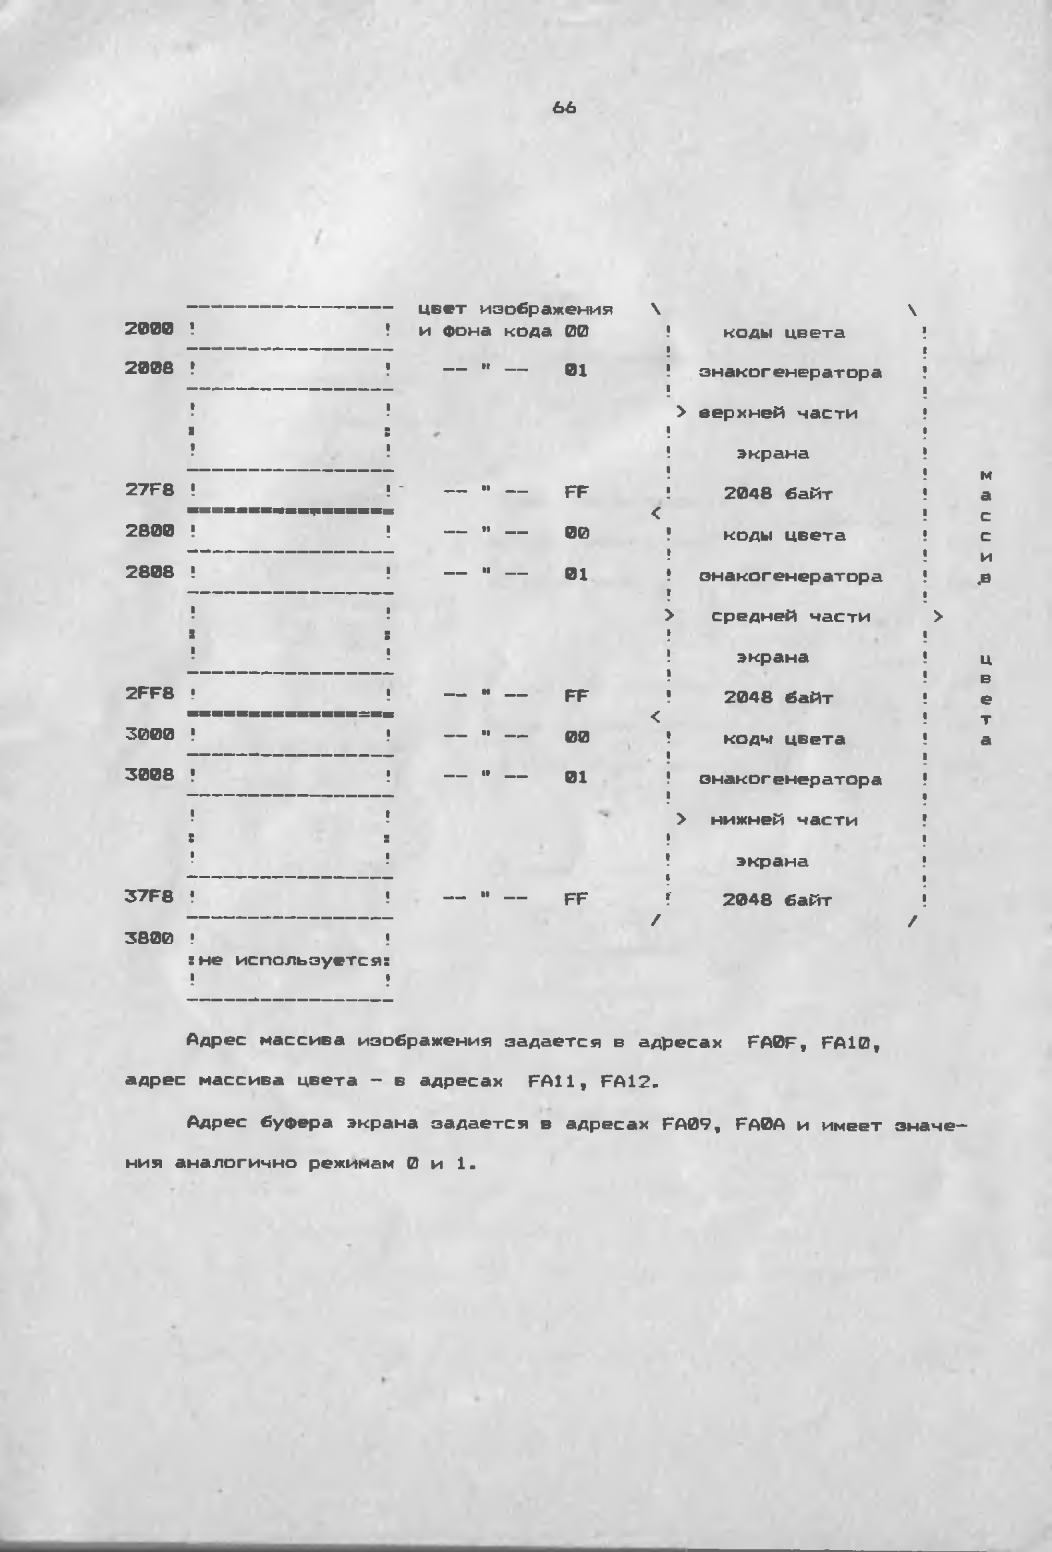 66
цвет изображения
2000 и фона кода 00 коды цвета
2008 -- " -- 01 знакогенератора
верхней части
экрана
27F8 -- " -- FF 2048 байт
2800 -- " -- 00 коды цвета
2808 -- " -- 01 знакогенератора
средней части
экрана
2FF8 -- " -- FF 2048 байт
3000 -- " -- 00 коды цвета
3008 -- " -- 01 знакогенератора
нижней части
экрана
37F8 -- " -- FF 2048 байт
3800
не используется
массив цвета
Адрес массива изображения задается в адресах FA0F, FA10,
адрес массива цвета - в адресах FA11, FA12.
Адрес буфера экрана задается в адресах FA09, FA0A и имеет значе-
ния аналогично режимам 0 и 1.